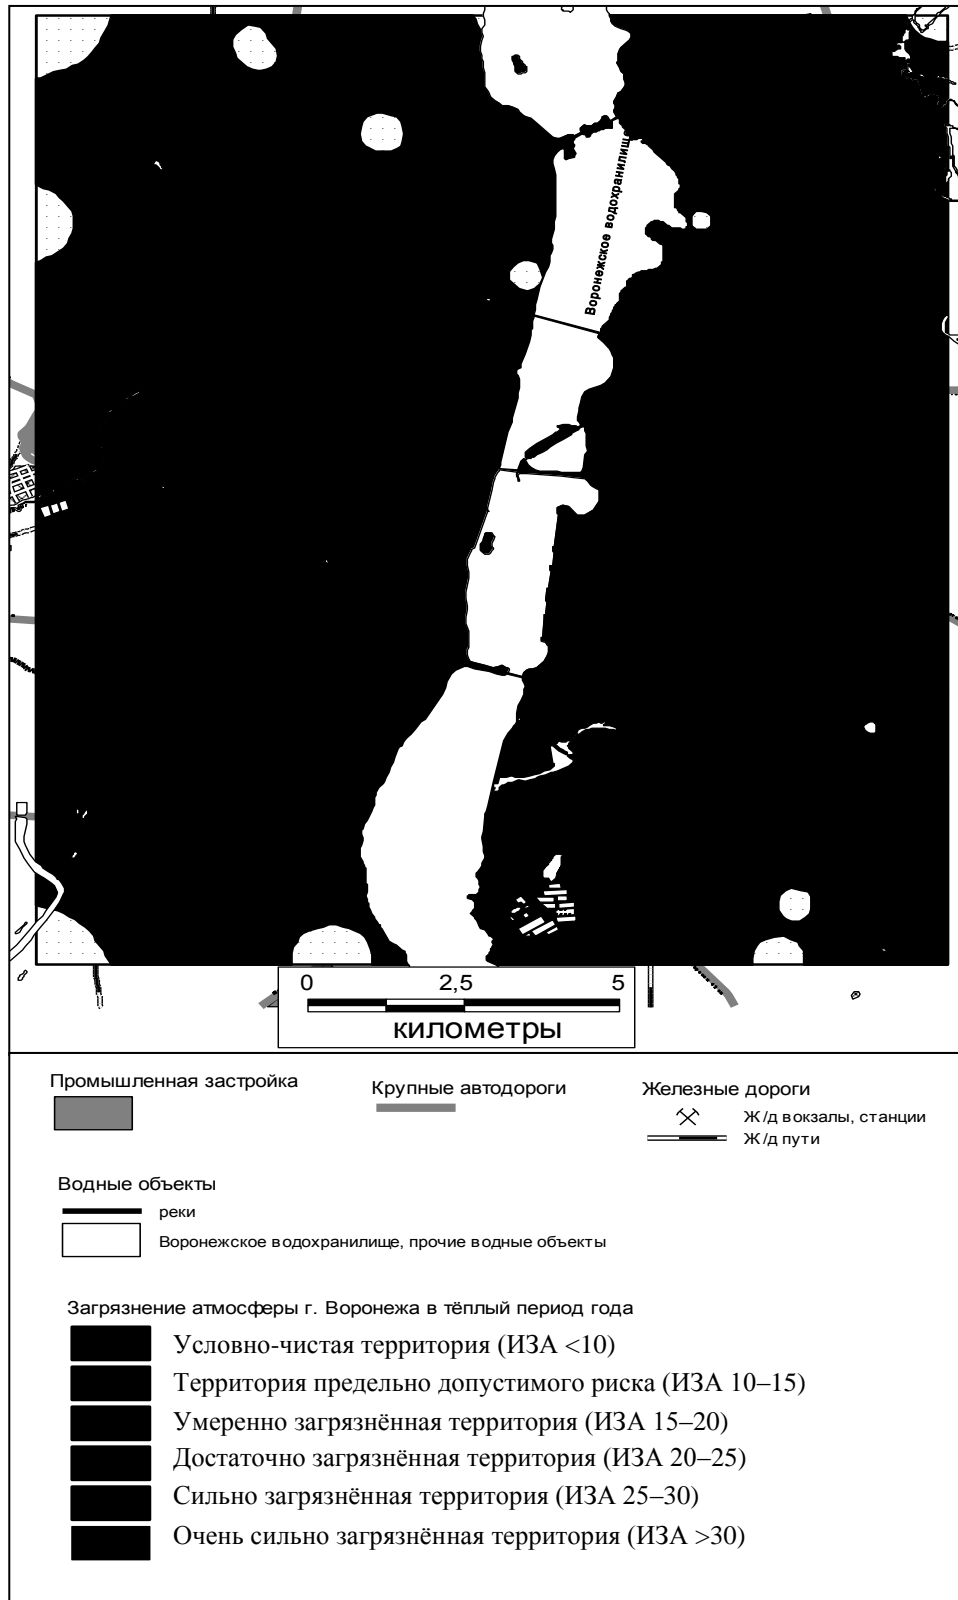 Воронежское водохранилищ
0 2,5 5
километры
Промышленная застройка
Крупные автодороги
Железные дороги
Ж/д вокзалы, станции
Ж/д пути
Водные объекты
реки
Воронежское водохранилище, прочие водные объекты
Загрязнение атмосферы г. Воронежа в тёплый период года
Условно-чистая территория (ИЗА <10)
Территория предельно допустимого риска (ИЗА 10–15)
Умеренно загрязнённая территория (ИЗА 15–20)
Достаточно загрязнённая территория (ИЗА 20–25)
Сильно загрязнённая территория (ИЗА 25–30)
Очень сильно загрязнённая территория (ИЗА >30)